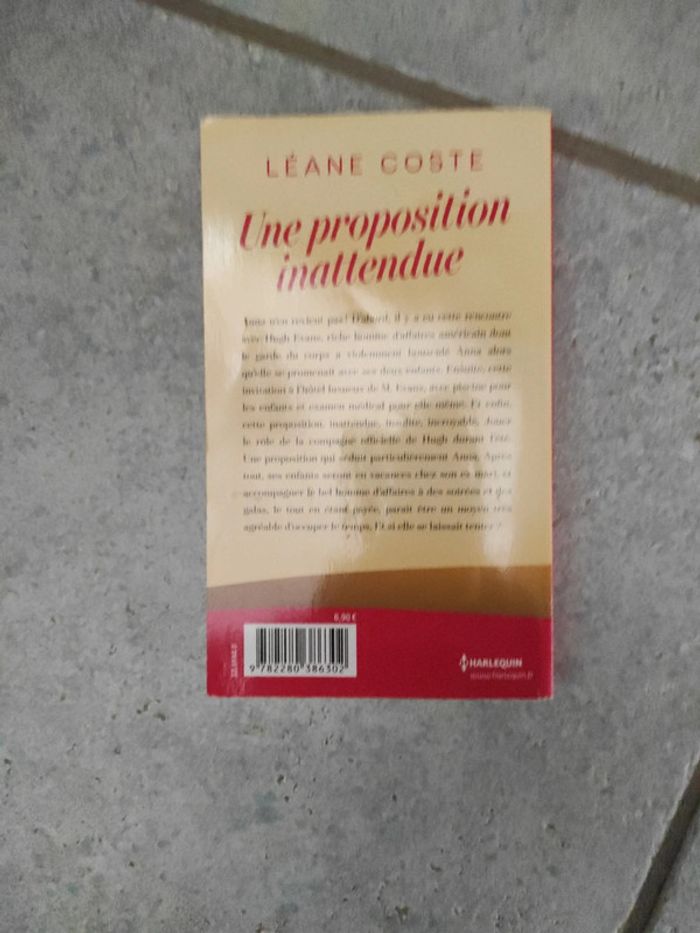 LÉANE COSTE
Une proposition
inattendue
Anna n'en revient pas ! D'abord, il y a eu cette rencontre
avec Hugh Evans, riche homme d'affaires américain dont
le garde du corps a violemment bousculé Anna alors
qu'elle se promenait avec ses deux enfants. Ensuite, cette
invitation à l'hôtel luxueux de M. Evans, avec piscine pour
les enfants et examen médical pour elle-même. Et enfin,
cette proposition, inattendue, insolite, incroyable. Jouer
le rôle de la compagne officielle de Hugh durant l'été.
Une proposition qui séduit particulièrement Anna. Après
tout, ses enfants seront en vacances chez son ex-mari, et
accompagner le bel homme d'affaires à des soirées et des
galas, le tout en étant payée, paraît être un moyen très
agréable d'occuper le temps. Et si elle se laissait tenter ?
6,90 €
9 782280 386302
HARLEQUIN
www.harlequin.fr